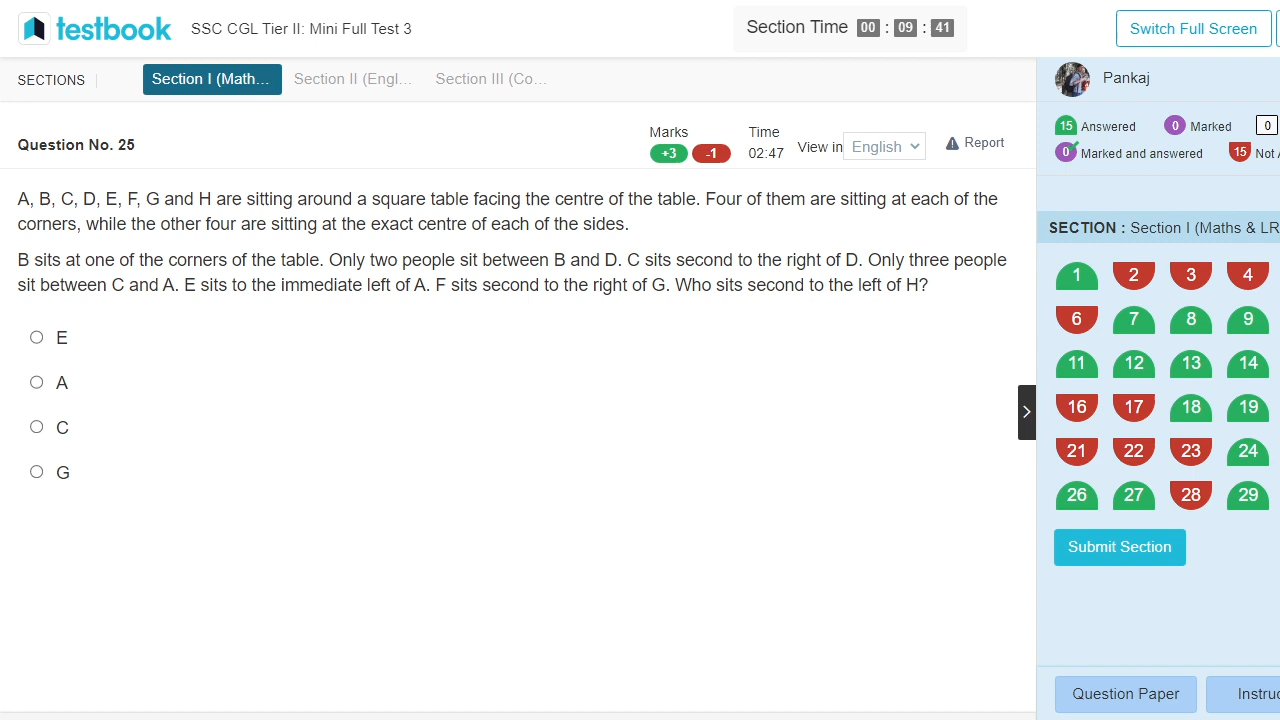 testbook
SSC CGL Tier II: Mini Full Test 3
Section Time 00 : 09 : 41
Switch Full Screen
SECTIONS
Section I (Math...
Section II (Engl...
Section III (Co...
Pankaj
15 Answered
0 Marked
0
0 Marked and answered
15 Not
Question No. 25
Marks
+3 -1
Time
02:47
View in English
Report
A, B, C, D, E, F, G and H are sitting around a square table facing the centre of the table. Four of them are sitting at each of the
corners, while the other four are sitting at the exact centre of each of the sides.
B sits at one of the corners of the table. Only two people sit between B and D. C sits second to the right of D. Only three people
sit between C and A. E sits to the immediate left of A. F sits second to the right of G. Who sits second to the left of H?
E
A
C
G
SECTION : Section I (Maths & LR
1 2 3 4
6 7 8 9
11 12 13 14
16 17 18 19
21 22 23 24
26 27 28 29
Submit Section
Question Paper
Instruc